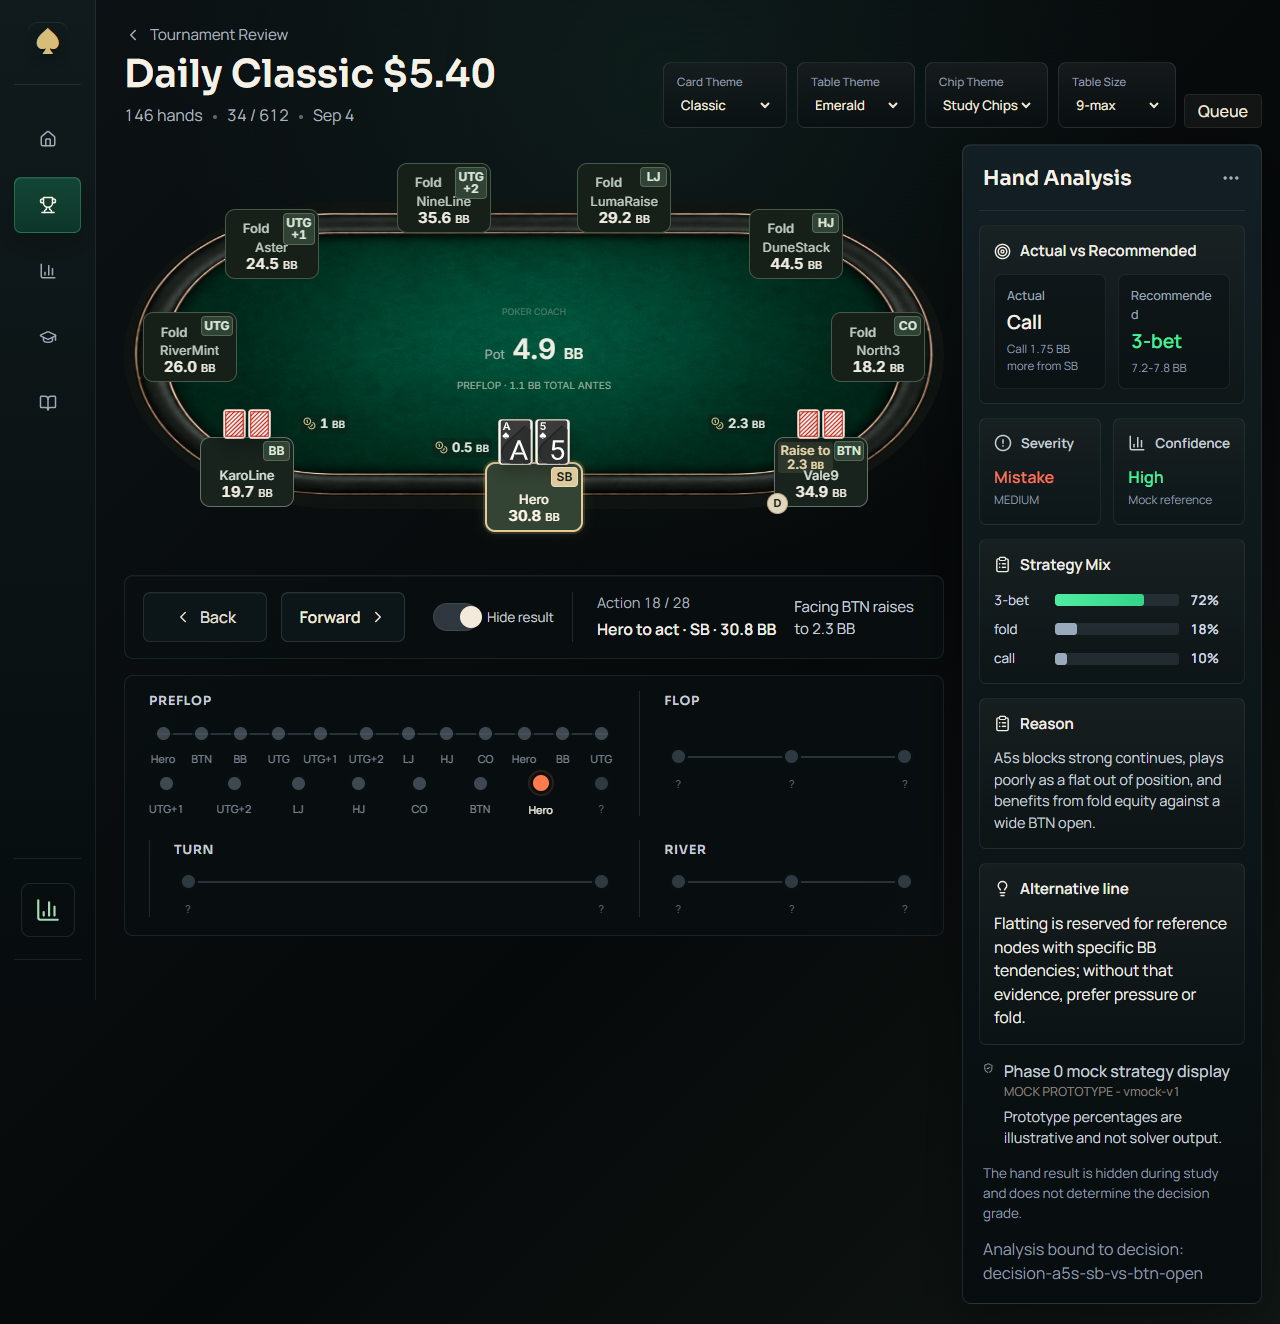 Tournament Review
Daily Classic $5.40
146 hands • 34 / 612 • Sep 4
Card Theme
Classic
Table Theme
Emerald
Chip Theme
Study Chips
Table Size
9-max
Queue
Fold
UTG
+2
NineLine
35.6 BB
Fold
LJ
LumaRaise
29.2 BB
Fold
UTG
+1
Aster
24.5 BB
Fold
HJ
DuneStack
44.5 BB
Fold
UTG
RiverMint
26.0 BB
POKER COACH
Pot 4.9 BB
PREFLOP · 1.1 BB TOTAL ANTES
Fold
CO
North3
18.2 BB
1 BB
0.5 BB
2.3 BB
BB
KaroLine
19.7 BB
A
A
5
5
SB
Hero
30.8 BB
Raise to
2.3 BB
BTN
Vale9
34.9 BB
D
Back
Forward
Hide result
Action 18 / 28
Hero to act · SB · 30.8 BB
Facing BTN raises
to 2.3 BB
PREFLOP
Hero BTN BB UTG UTG+1 UTG+2 LJ HJ CO Hero BB UTG
UTG+1 UTG+2 LJ HJ CO BTN Hero ?
FLOP
? ? ?
TURN
? ?
RIVER
? ? ?
Hand Analysis
Actual vs Recommended
Actual
Call
Call 1.75 BB
more from SB
Recommende
d
3-bet
7.2-7.8 BB
Severity
Mistake
MEDIUM
Confidence
High
Mock reference
Strategy Mix
3-bet 72%
fold 18%
call 10%
Reason
A5s blocks strong continues, plays
poorly as a flat out of position, and
benefits from fold equity against a
wide BTN open.
Alternative line
Flatting is reserved for reference
nodes with specific BB
tendencies; without that
evidence, prefer pressure or
fold.
Phase 0 mock strategy display
MOCK PROTOTYPE - vmock-v1
Prototype percentages are
illustrative and not solver output.
The hand result is hidden during study
and does not determine the decision
grade.
Analysis bound to decision:
decision-a5s-sb-vs-btn-open